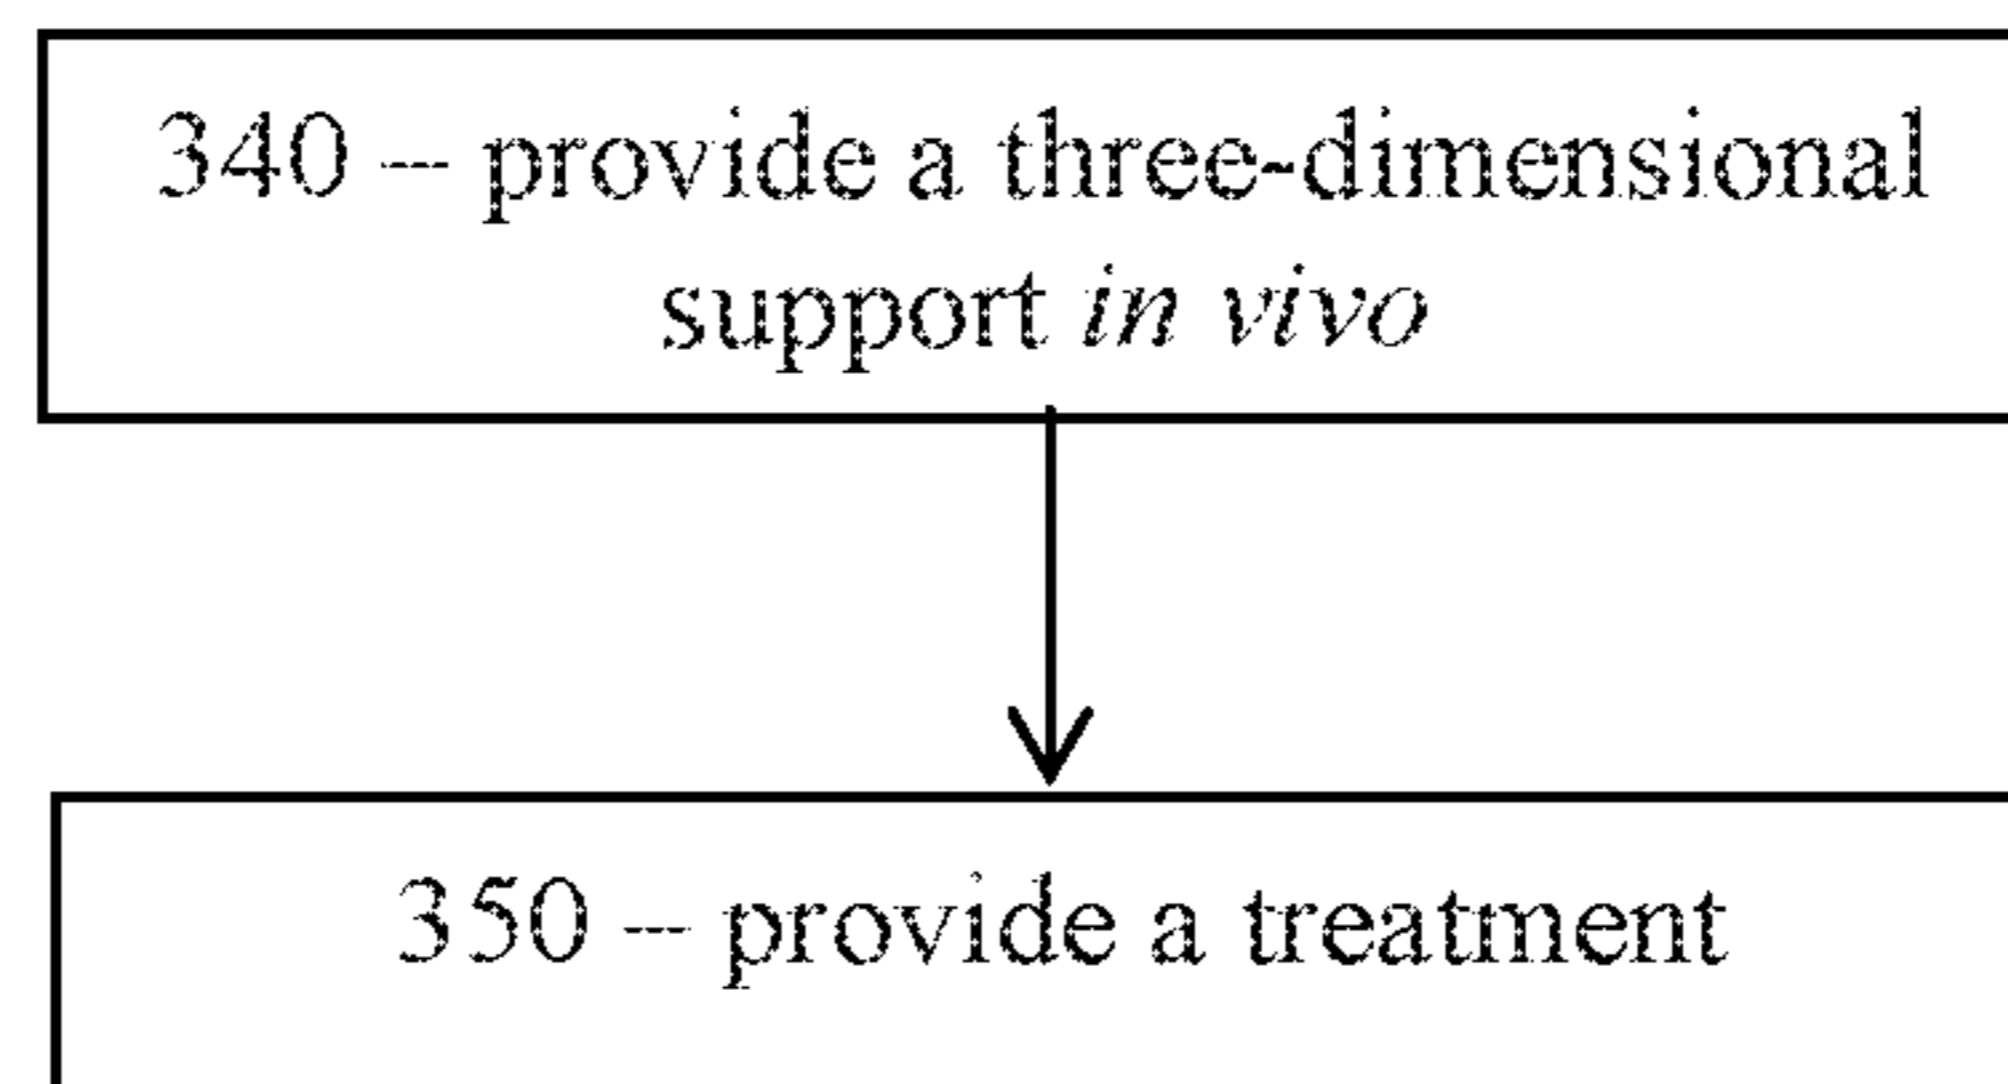 340 – provide a three-dimensional
support in vivo
350 – provide a treatment